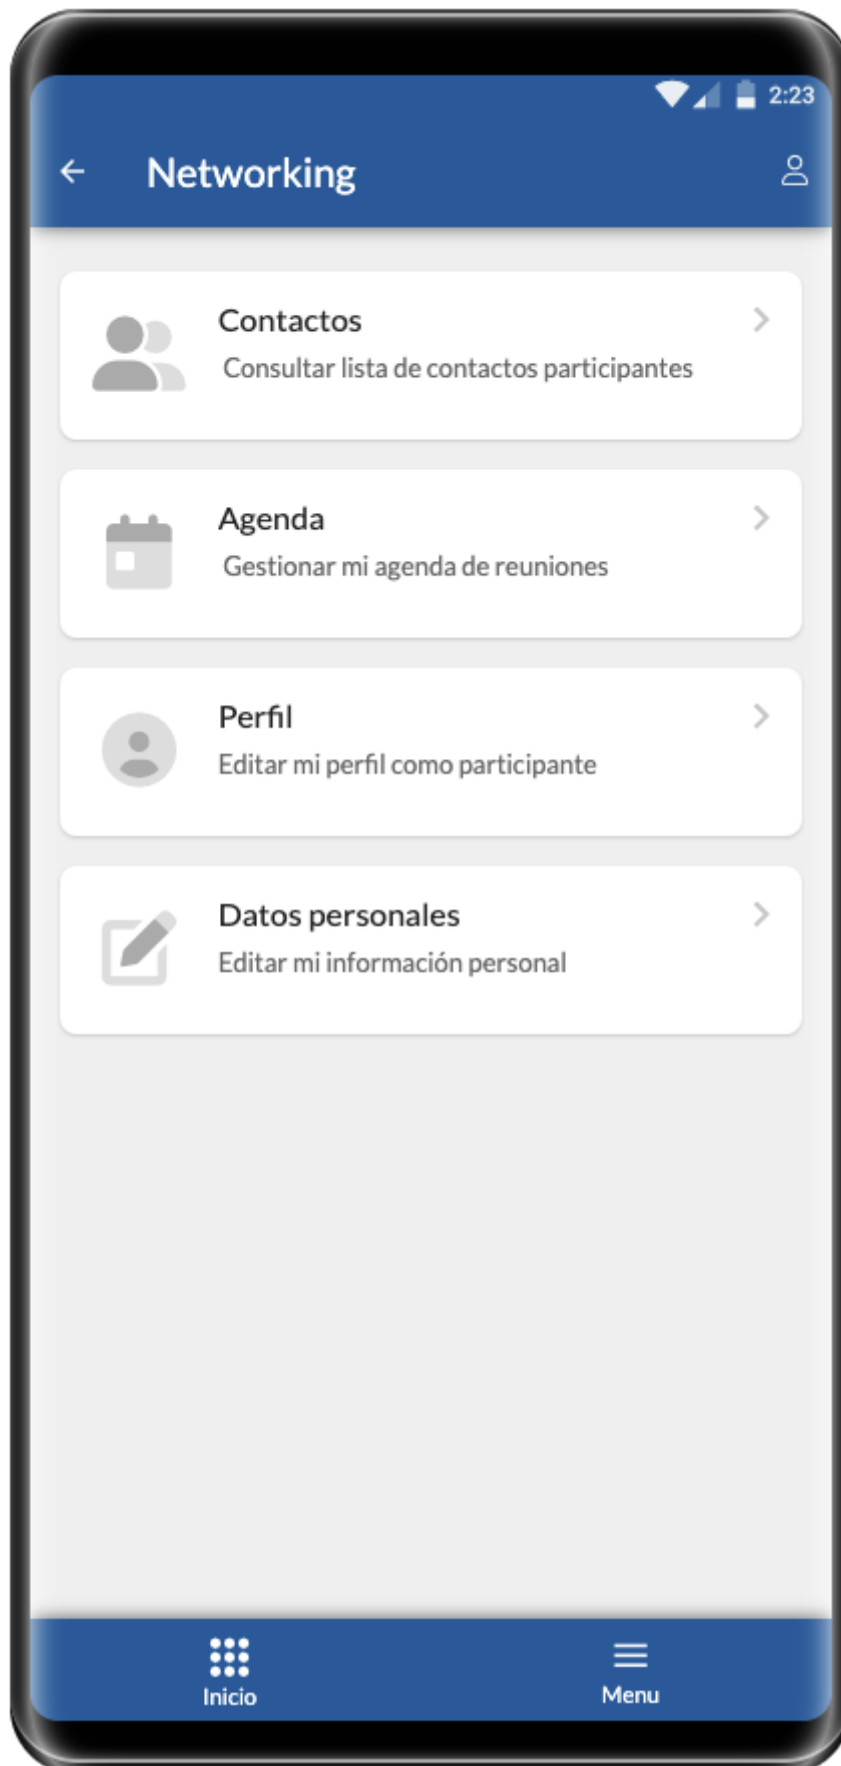 2:23
Networking
Contactos
Consultar lista de contactos participantes
Agenda
Gestionar mi agenda de reuniones
Perfil
Editar mi perfil como participante
Datos personales
Editar mi información personal
Inicio
Menu